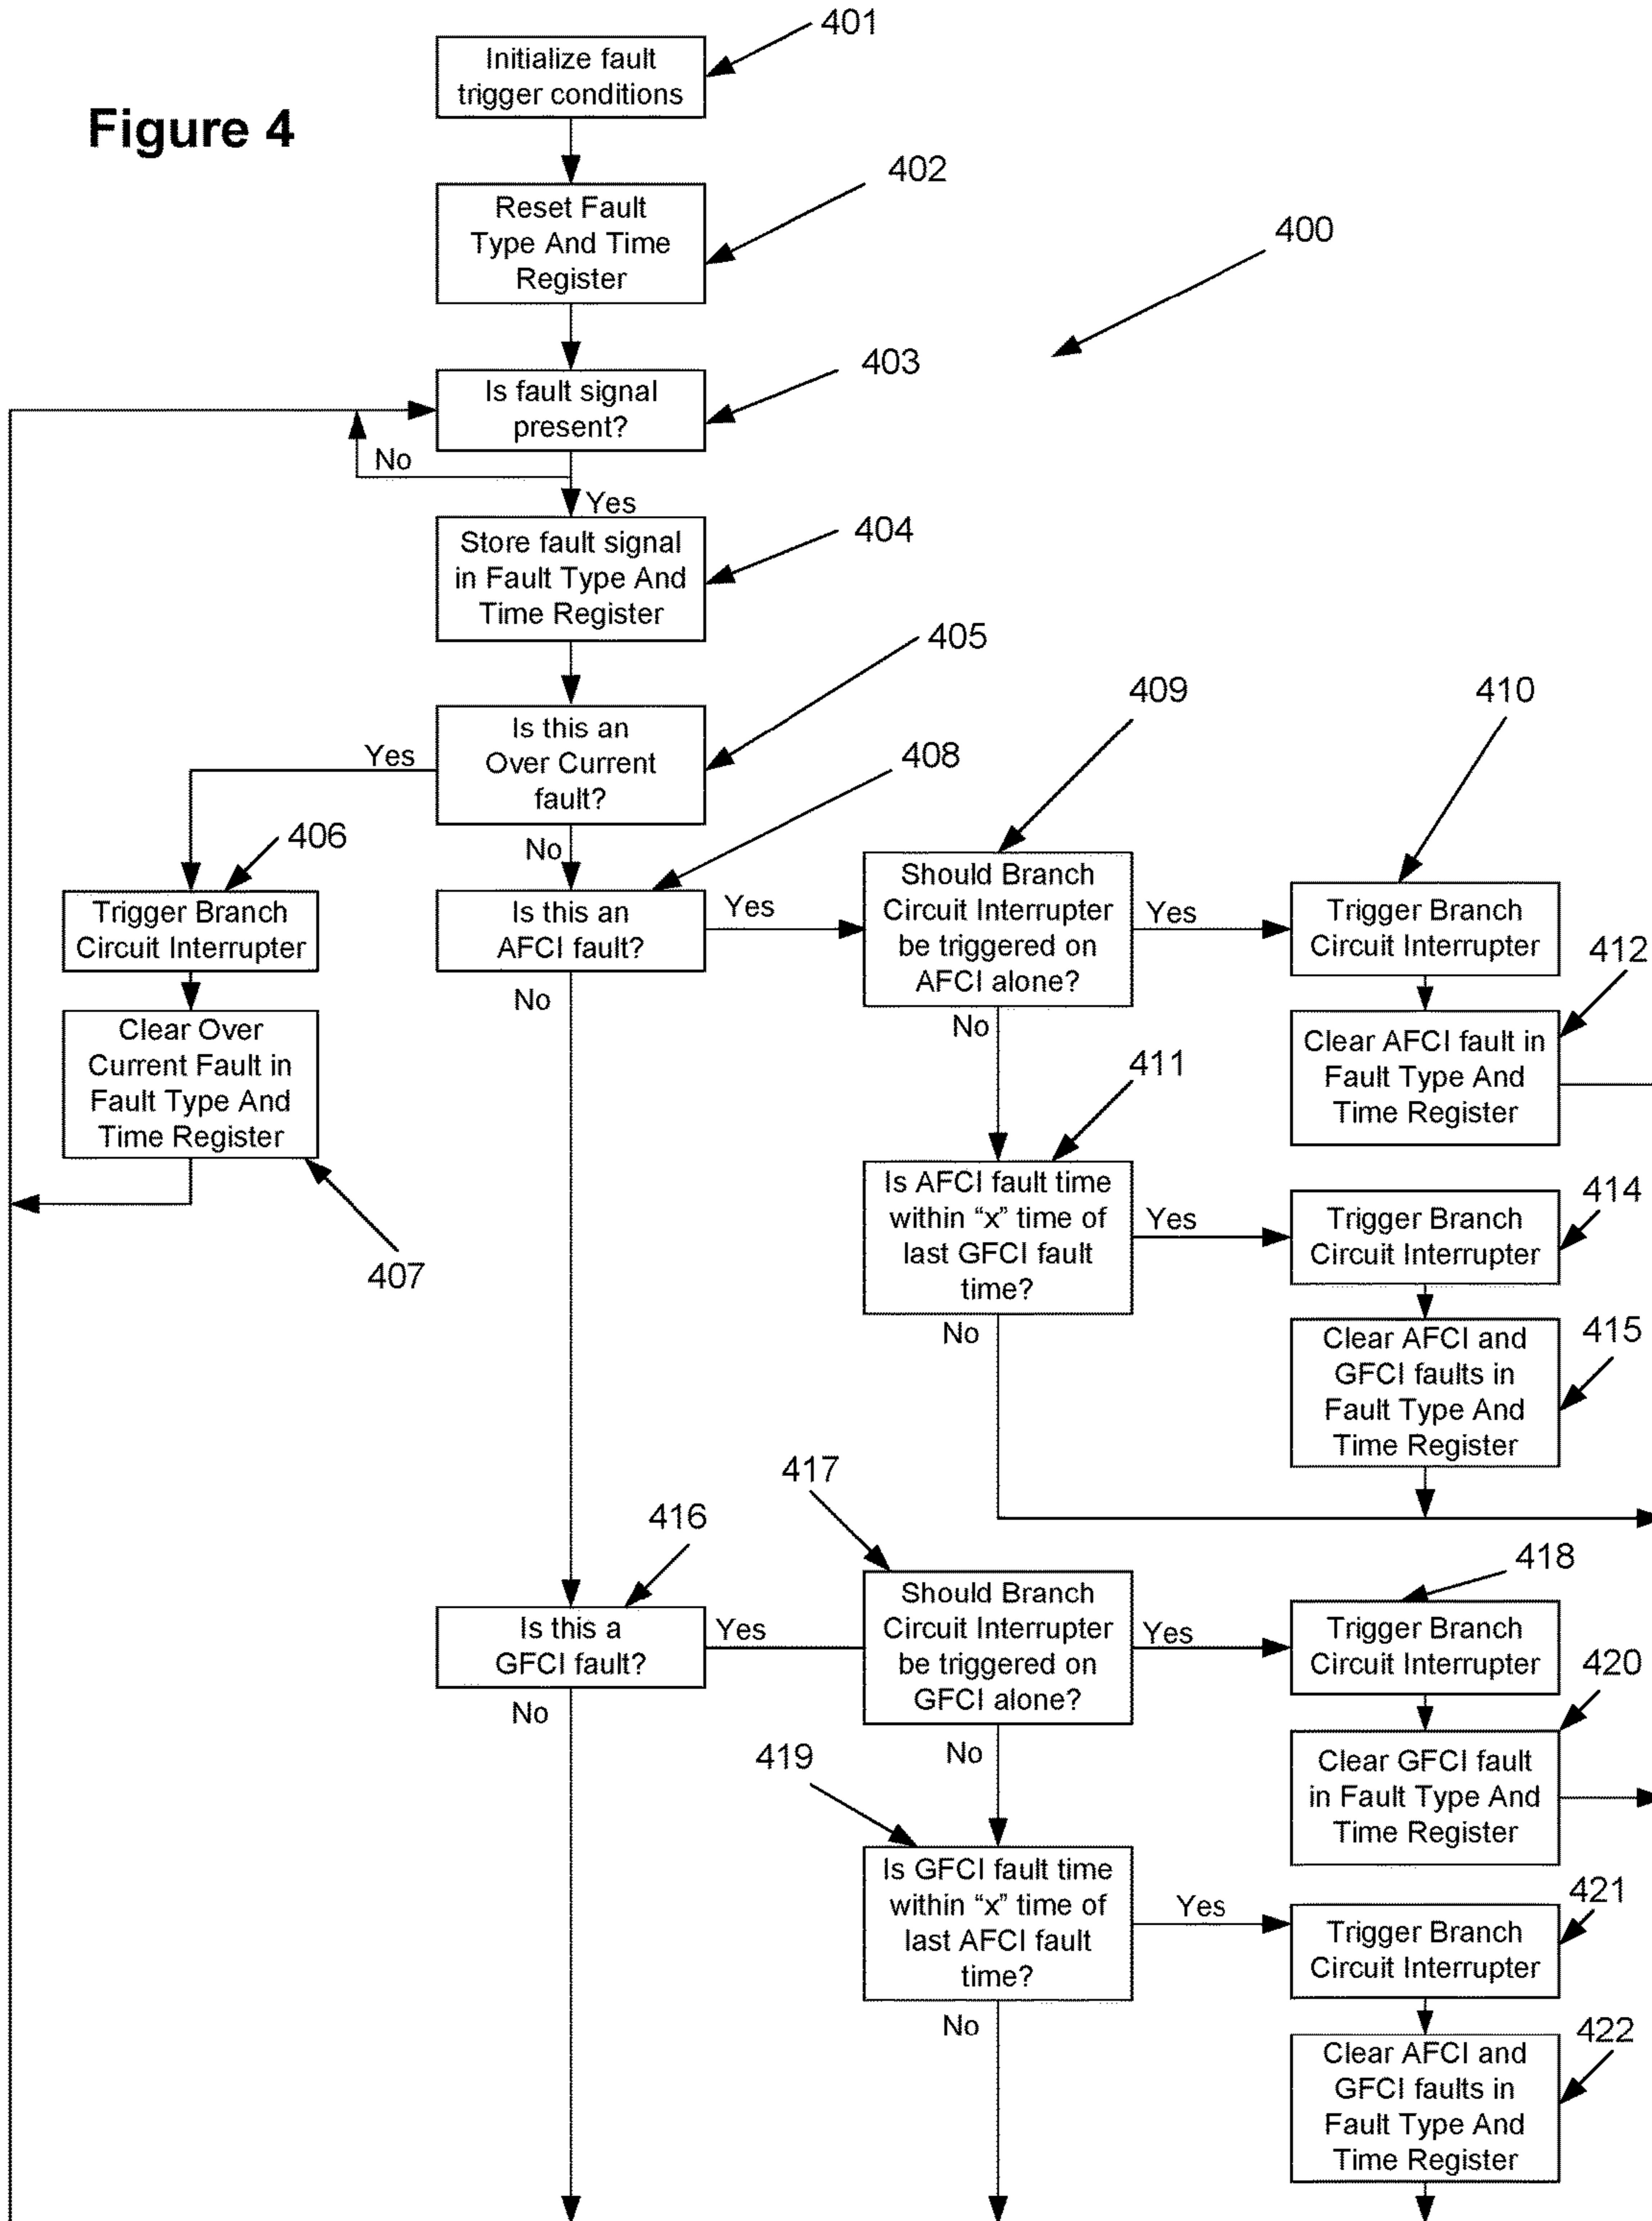 Figure 4
401
Initialize fault
trigger conditions
402
Reset Fault
Type And Time
Register
400
403
Is fault signal
present?
No
Yes
404
Store fault signal
in Fault Type And
Time Register
405
Is this an
Over Current
fault?
Yes
No
406
Trigger Branch
Circuit Interrupter
Clear Over
Current Fault in
Fault Type And
Time Register
407
408
Is this an
AFCI fault?
Yes
No
409
Should Branch
Circuit Interrupter
be triggered on
AFCI alone?
Yes
No
410
Trigger Branch
Circuit Interrupter
412
Clear AFCI fault in
Fault Type And
Time Register
411
Is AFCI fault time
within “x” time of
last GFCI fault
time?
Yes
No
414
Trigger Branch
Circuit Interrupter
415
Clear AFCI and
GFCI faults in
Fault Type And
Time Register
416
Is this a
GFCI fault?
Yes
No
417
Should Branch
Circuit Interrupter
be triggered on
GFCI alone?
Yes
No
418
Trigger Branch
Circuit Interrupter
420
Clear GFCI fault
in Fault Type And
Time Register
419
Is GFCI fault time
within “x” time of
last AFCI fault
time?
Yes
No
421
Trigger Branch
Circuit Interrupter
422
Clear AFCI and
GFCI faults in
Fault Type And
Time Register